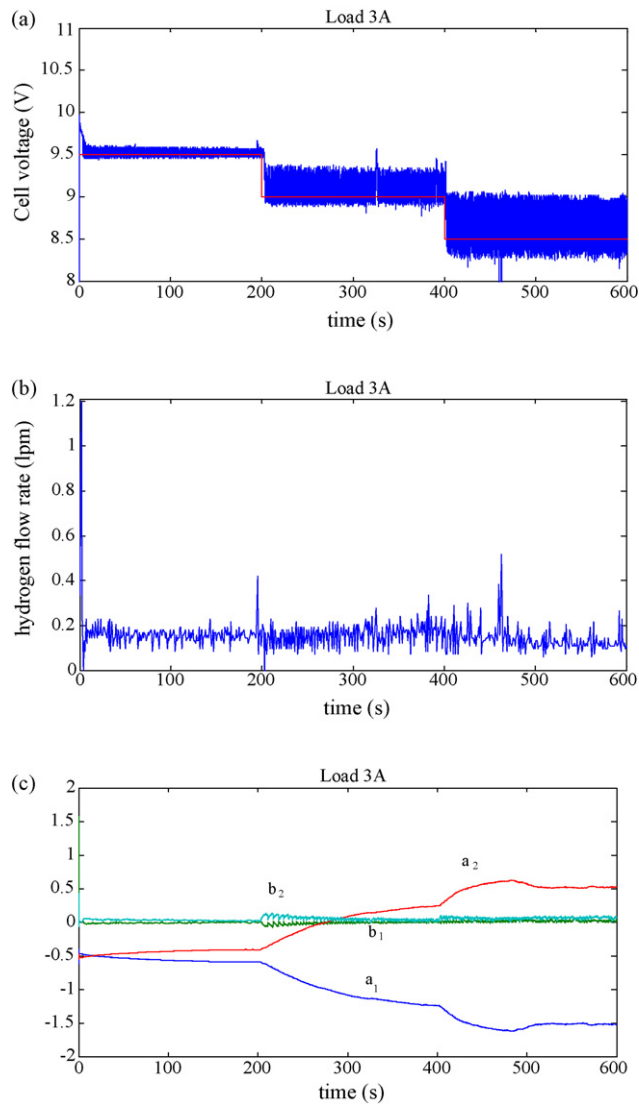 (a)
Load 3A
Cell voltage (V)
11
10.5
10
9.5
9
8.5
8
0
100
200
300
400
500
600
time (s)
(b)
Load 3A
hydrogen flow rate (lpm)
1.2
1
0.8
0.6
0.4
0.2
0
0
100
200
300
400
500
600
time (s)
(c)
Load 3A
2
1.5
1
0.5
0
-0.5
-1
-1.5
-2
a2
b2
b1
a1
0
100
200
300
400
500
600
time (s)